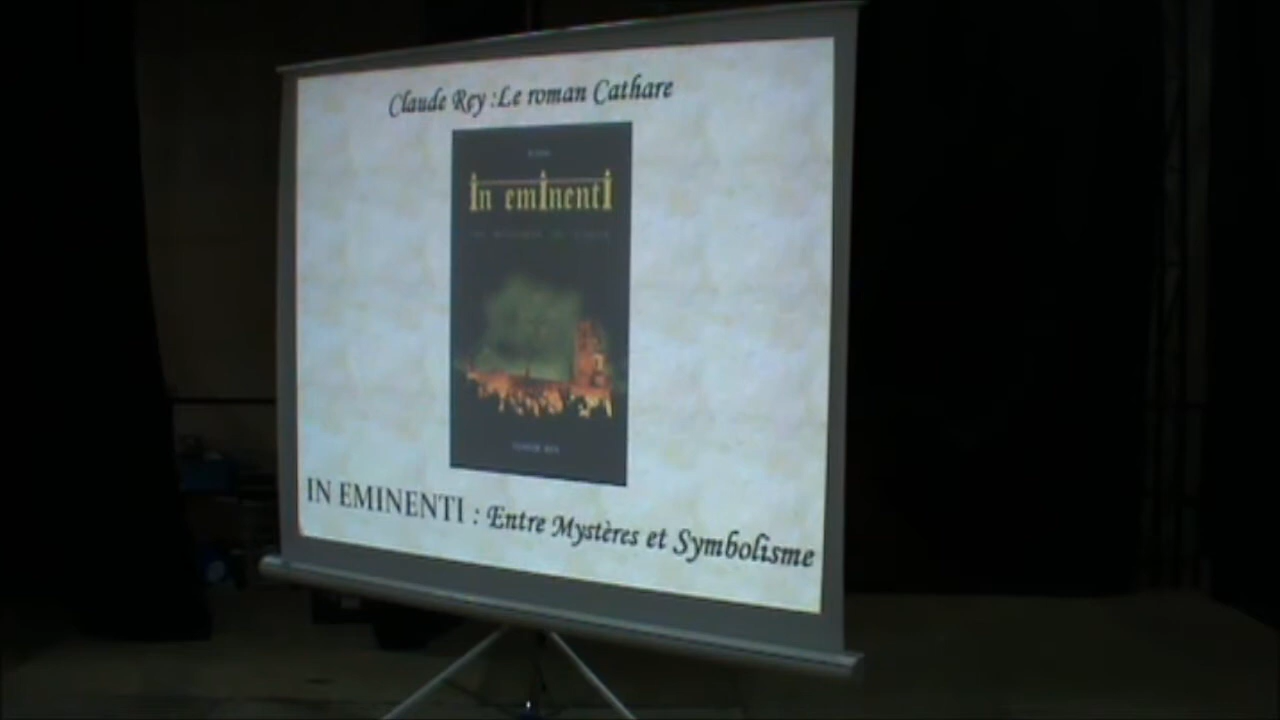 Claude Rey :Le roman Cathare
In eminenti
IN EMINENTI : Entre Mystères et Symbolisme